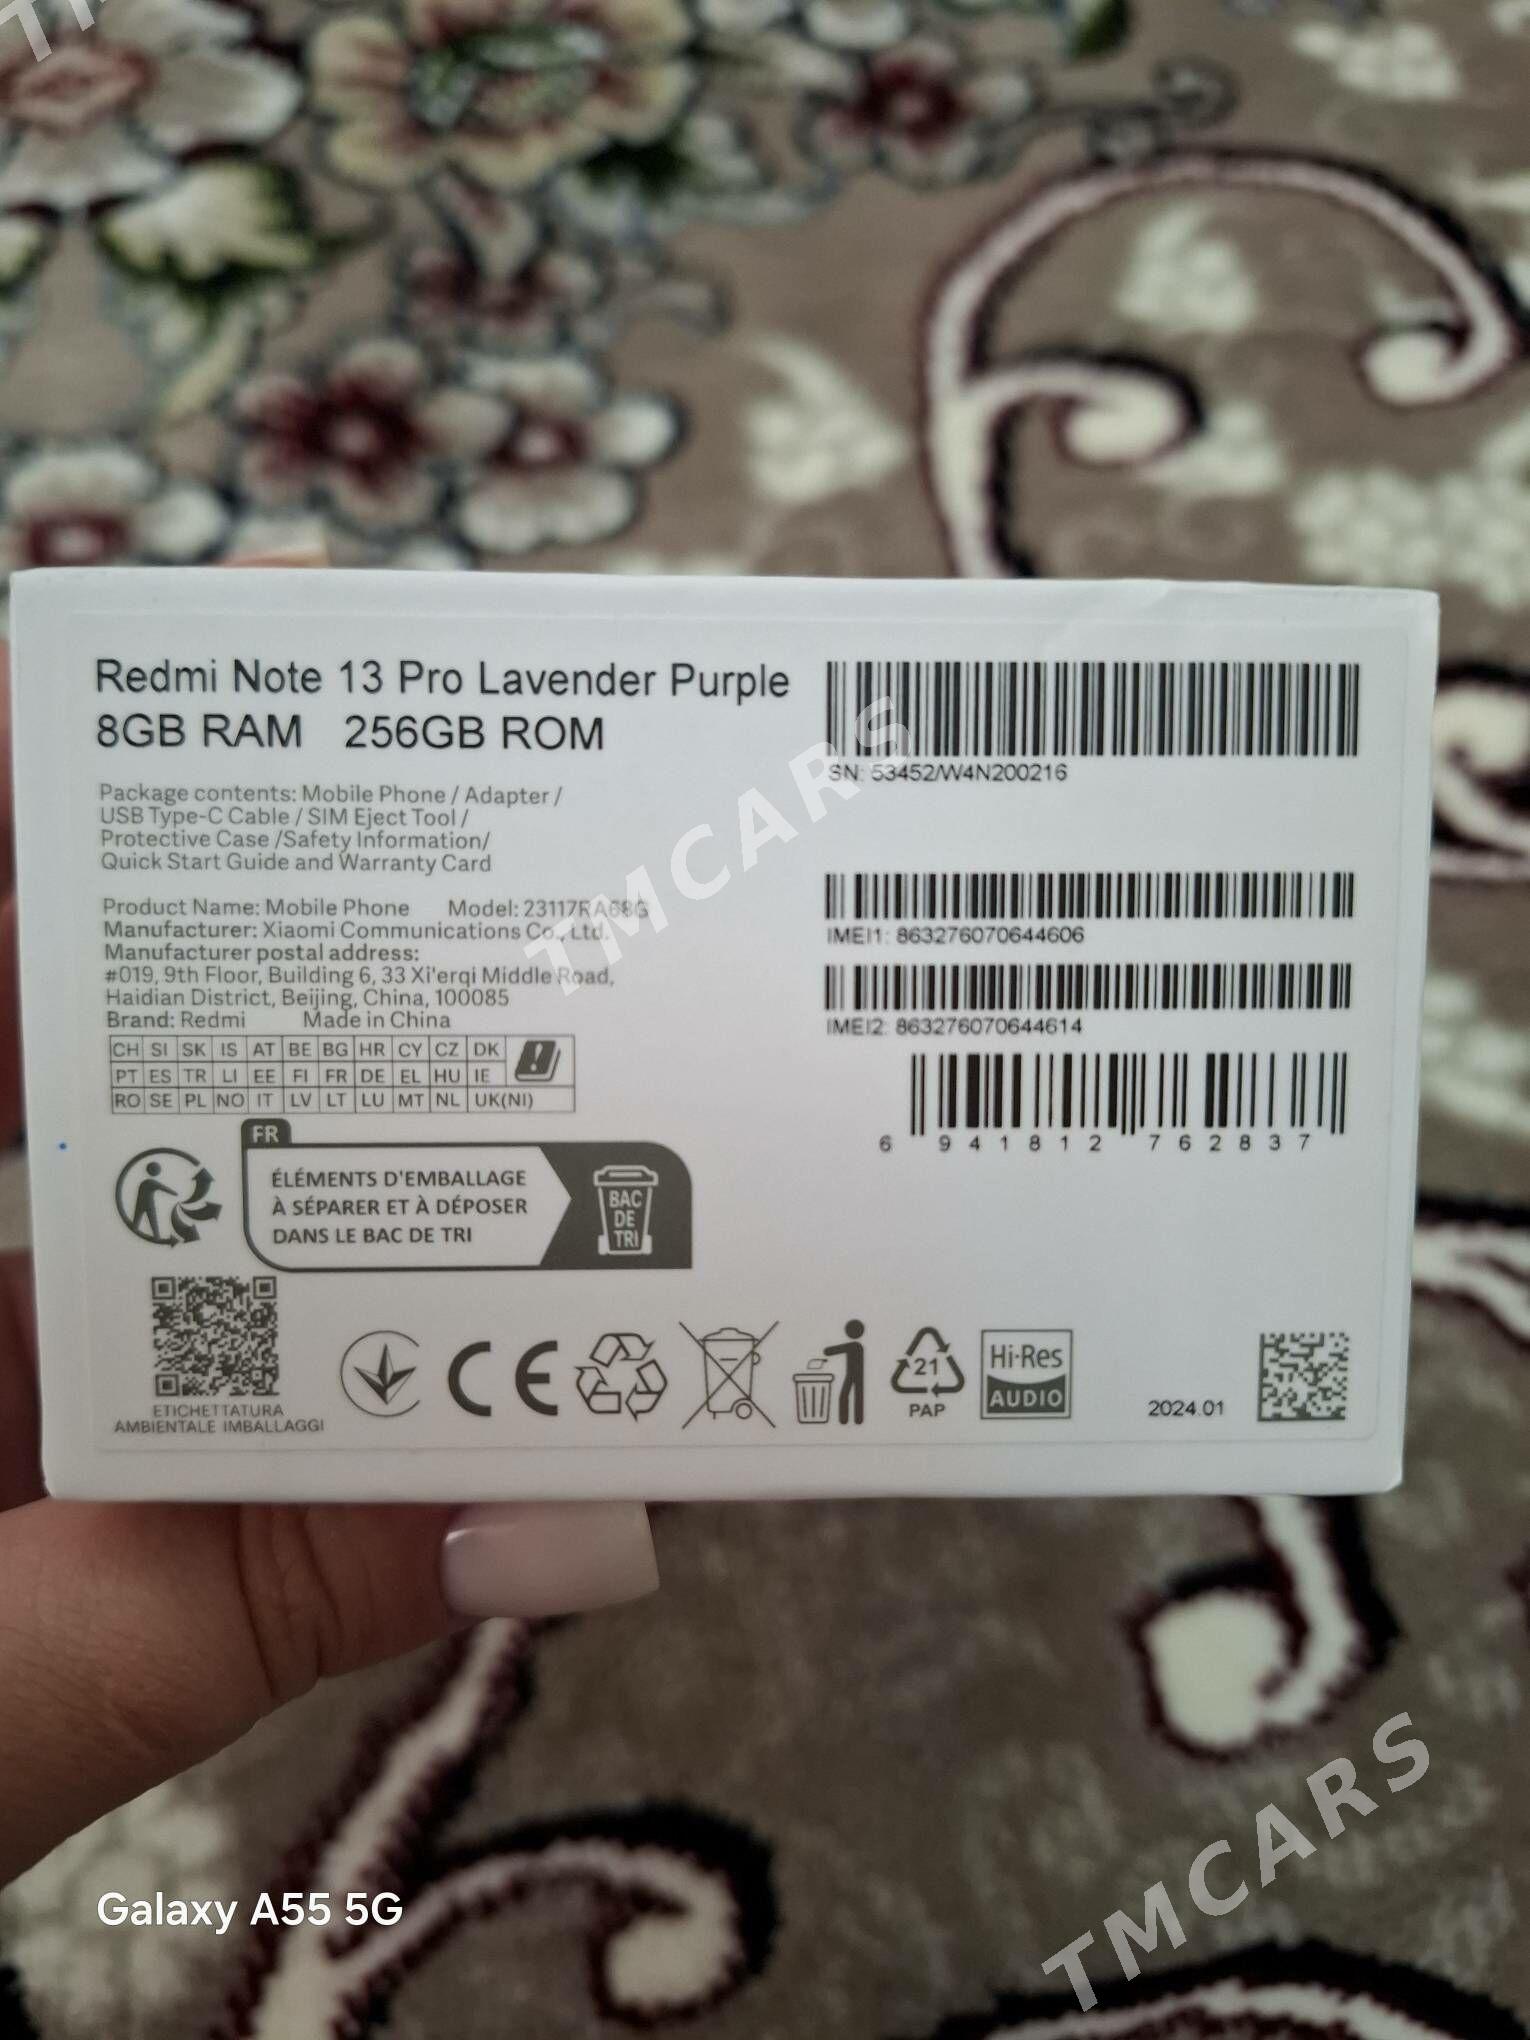 Redmi Note 13 Pro Lavender Purple
8GB RAM 256GB ROM
Package contents: Mobile Phone / Adapter /
USB Type-C Cable / SIM Eject Tool /
Protective Case /Safety Information/
Quick Start Guide and Warranty Card
Product Name: Mobile Phone Model: 23117RA68G
Manufacturer: Xiaomi Communications Co., Ltd.
Manufacturer postal address:
#019, 9th Floor, Building 6, 33 Xi'erqi Middle Road,
Haidian District, Beijing, China, 100085
Brand: Redmi Made in China
CH SI SK IS AT BE BG HR CY CZ DK
PT ES TR LI EE FI FR DE EL HU IE
RO SE PL NO IT LV LT LU MT NL UK(NI)
FR
ÉLÉMENTS D'EMBALLAGE
À SÉPARER ET À DÉPOSER
DANS LE BAC DE TRI
BAC
DE
TRI
ETICHETTATURA
AMBIENTALE IMBALLAGGI
CE
21
PAP
Hi-Res
AUDIO
2024.01
SN: 53452/W4N200216
IMEI1: 863276070644606
IMEI2: 863276070644614
6 941812 762837
TMCARS
Galaxy A55 5G
TMCARS